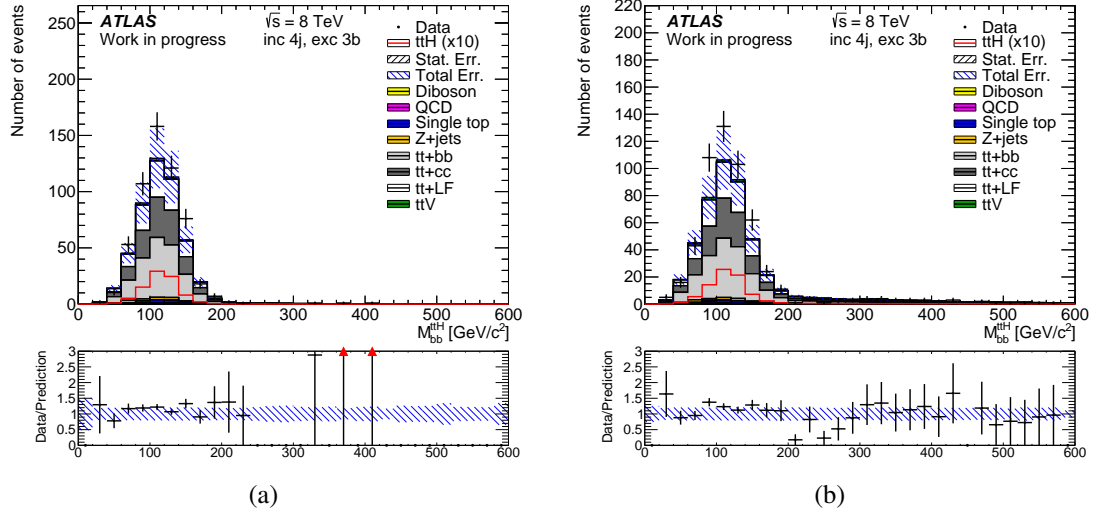 ATLAS
Work in progress
√s = 8 TeV
inc 4j, exc 3b
Data
ttH (x10)
Stat. Err.
Total Err.
Diboson
QCD
Single top
Z+jets
tt+bb
tt+cc
tt+LF
ttV
Number of events
250
200
150
100
50
0
0 100 200 300 400 500 600
M_bb^ttH [GeV/c²]
Data/Prediction
3
2.5
2
1.5
1
0.5
0
0 100 200 300 400 500 600
(a)
ATLAS
Work in progress
√s = 8 TeV
inc 4j, exc 3b
Data
ttH (x10)
Stat. Err.
Total Err.
Diboson
QCD
Single top
Z+jets
tt+bb
tt+cc
tt+LF
ttV
Number of events
220
200
180
160
140
120
100
80
60
40
20
0
0 100 200 300 400 500 600
M_bb^ttH [GeV/c²]
Data/Prediction
3
2.5
2
1.5
1
0.5
0
0 100 200 300 400 500 600
(b)